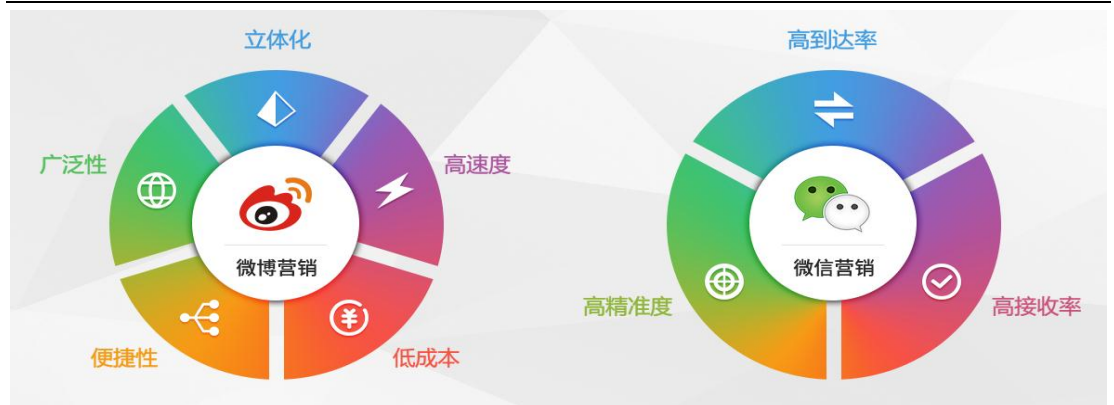 立体化
广泛性
高速度
微博营销
便捷性
低成本
高到达率
微信营销
高精准度
高接收率